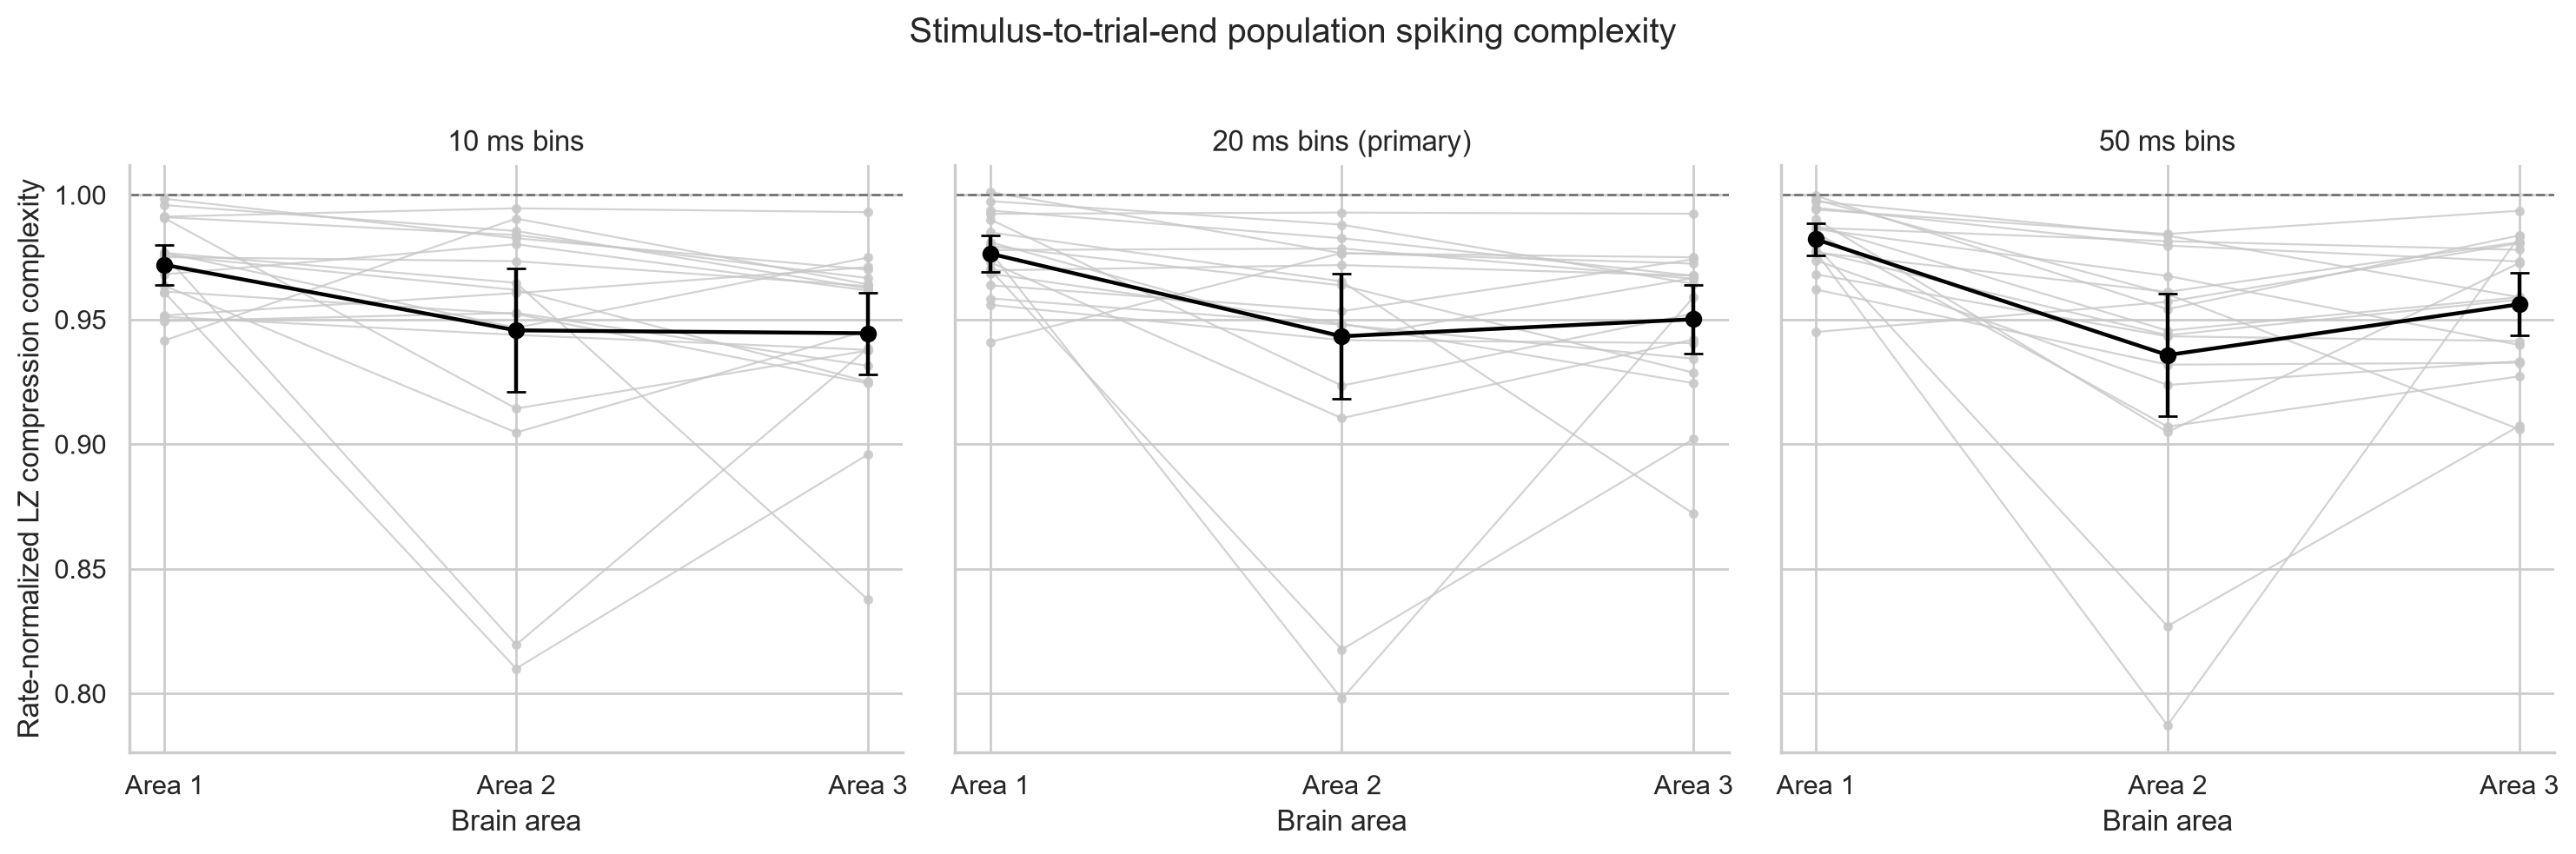 Stimulus-to-trial-end population spiking complexity
10 ms bins
20 ms bins (primary)
50 ms bins
Rate-normalized LZ compression complexity
1.00
0.95
0.90
0.85
0.80
Area 1
Area 2
Area 3
Brain area
Area 1
Area 2
Area 3
Brain area
Area 1
Area 2
Area 3
Brain area